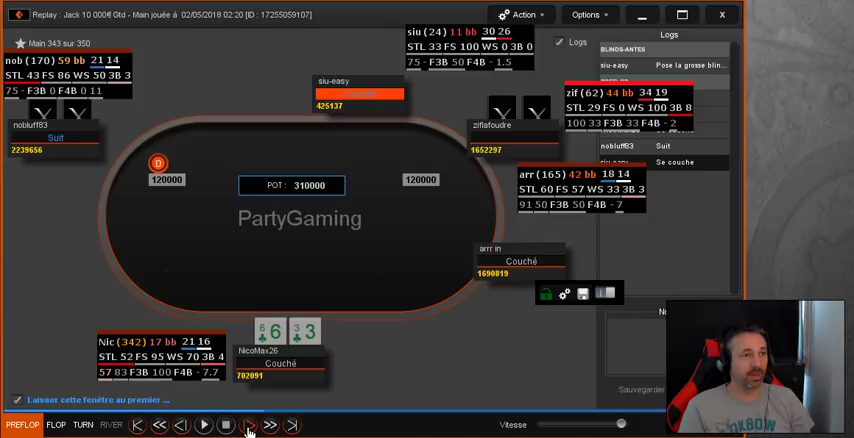 Replay : Jack 10 000€ Gtd - Main jouée à 02/05/2018 02:20 [ID : 17255059107]
Action
Options
X
Main 343 sur 350
siu (24) 11 bb 30 26
STL 33 FS 100 WS 0 3B 0
75 - F3B 50 F4B - 1.5
Logs
Logs
BLINDS-ANTES
siu-easy Pose la grosse blin...
nob (170) 59 bb 21 14
STL 43 FS 86 WS 50 3B 3
75 - F3B 0 F4B 0 11
siu-easy
425137
zif (62) 44 bb 34 19
STL 29 FS 0 WS 100 3B 8
100 33 F3B 33 F4B - 2
nobluff83
Suit
2239656
ziflafoudre
1652297
nobluff83 Suit
Se couche
D
120000
POT : 310000
120000
arr (165) 42 bb 18 14
STL 60 FS 57 WS 33 3B 3
91 50 F3B 50 F4B - 7
PartyGaming
arrr in
Couché
1690819
6 6 3 3
Nic (342) 17 bb 21 16
STL 52 FS 95 WS 70 3B 4
57 83 F3B 100 F4B - 7.7
NicoMax26
Couché
702091
No
Sauvegarder
Laisser cette fenêtre au premier ...
PREFLOP FLOP TURN RIVER
Vitesse